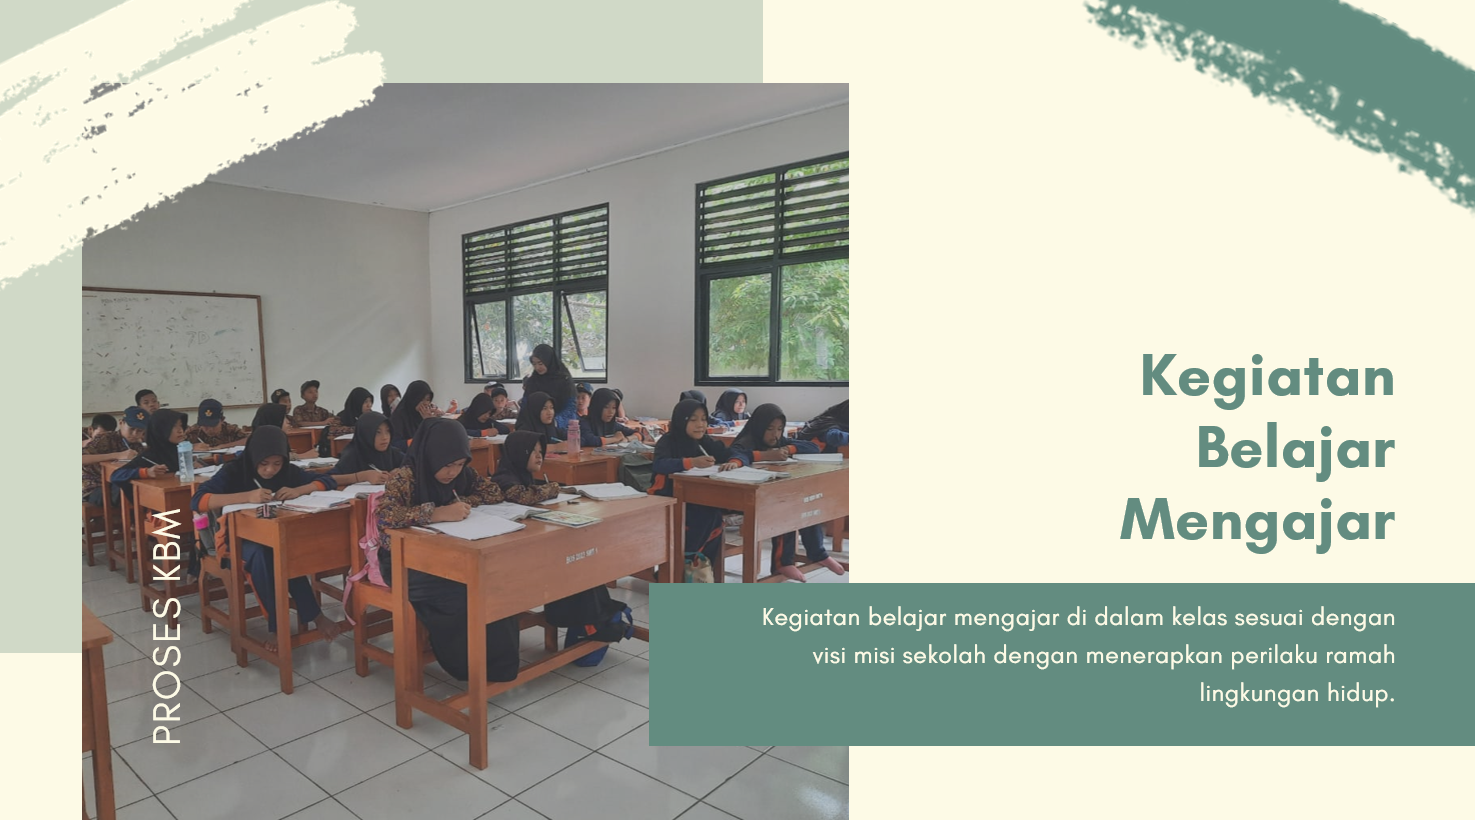 PROSES KBM
Kegiatan
Belajar
Mengajar
Kegiatan belajar mengajar di dalam kelas sesuai dengan
visi misi sekolah dengan menerapkan perilaku ramah
lingkungan hidup.